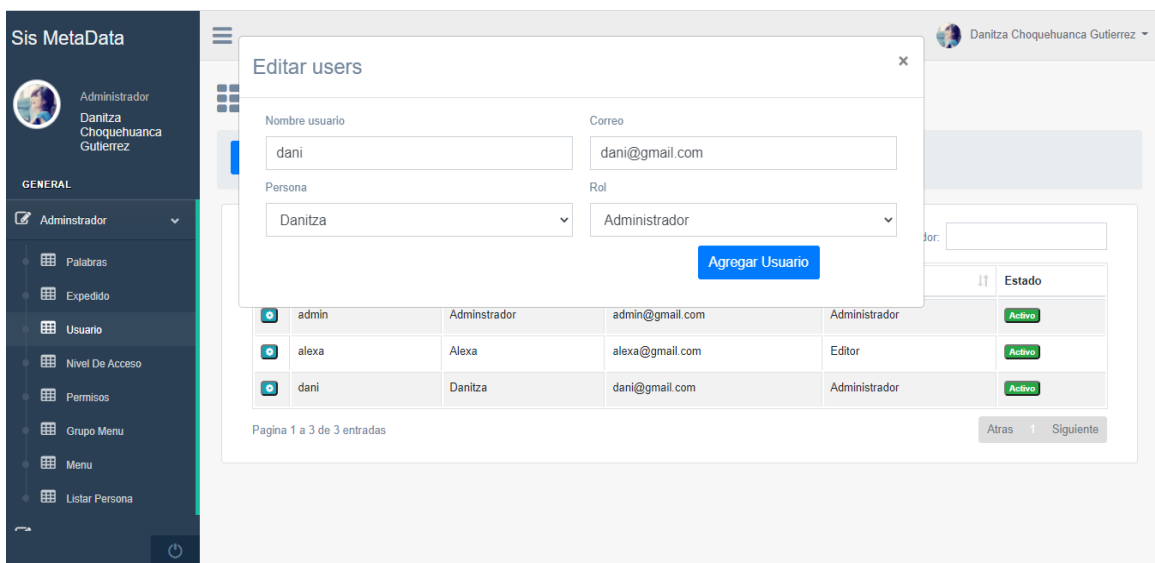 Sis MetaData
Administrador
Danitza
Choquehuanca
Gutierrez
GENERAL
Adminstrador
Palabras
Expedido
Usuario
Nivel De Acceso
Permisos
Grupo Menu
Menu
Listar Persona
Danitza Choquehuanca Gutierrez
Editar users
×
Nombre usuario
Correo
dani
dani@gmail.com
Persona
Rol
Danitza
Administrador
Agregar Usuario
Estado
admin Adminstrador admin@gmail.com Administrador Activo
alexa Alexa alexa@gmail.com Editor Activo
dani Danitza dani@gmail.com Administrador Activo
Pagina 1 a 3 de 3 entradas
Atras 1 Siguiente